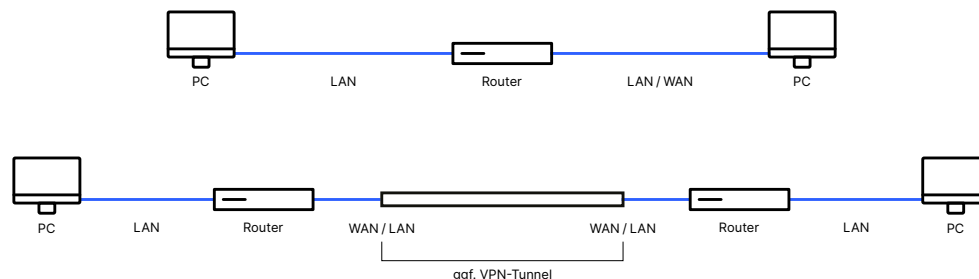 PC LAN Router LAN / WAN PC
PC LAN Router WAN / LAN WAN / LAN Router LAN PC
ggf. VPN-Tunnel